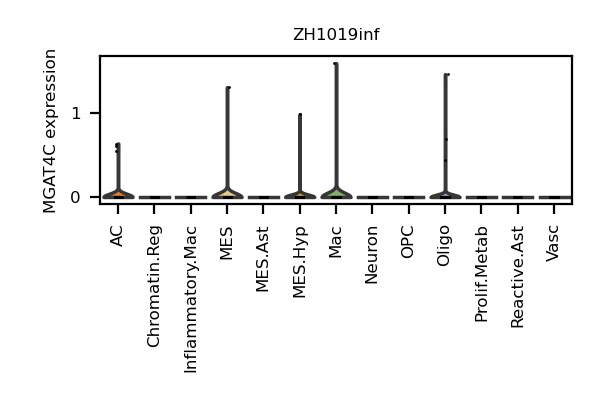 ZH1019inf
MGAT4C expression
1
0
AC
Chromatin.Reg
Inflammatory.Mac
MES
MES.Ast
MES.Hyp
Mac
Neuron
OPC
Oligo
Prolif.Metab
Reactive.Ast
Vasc